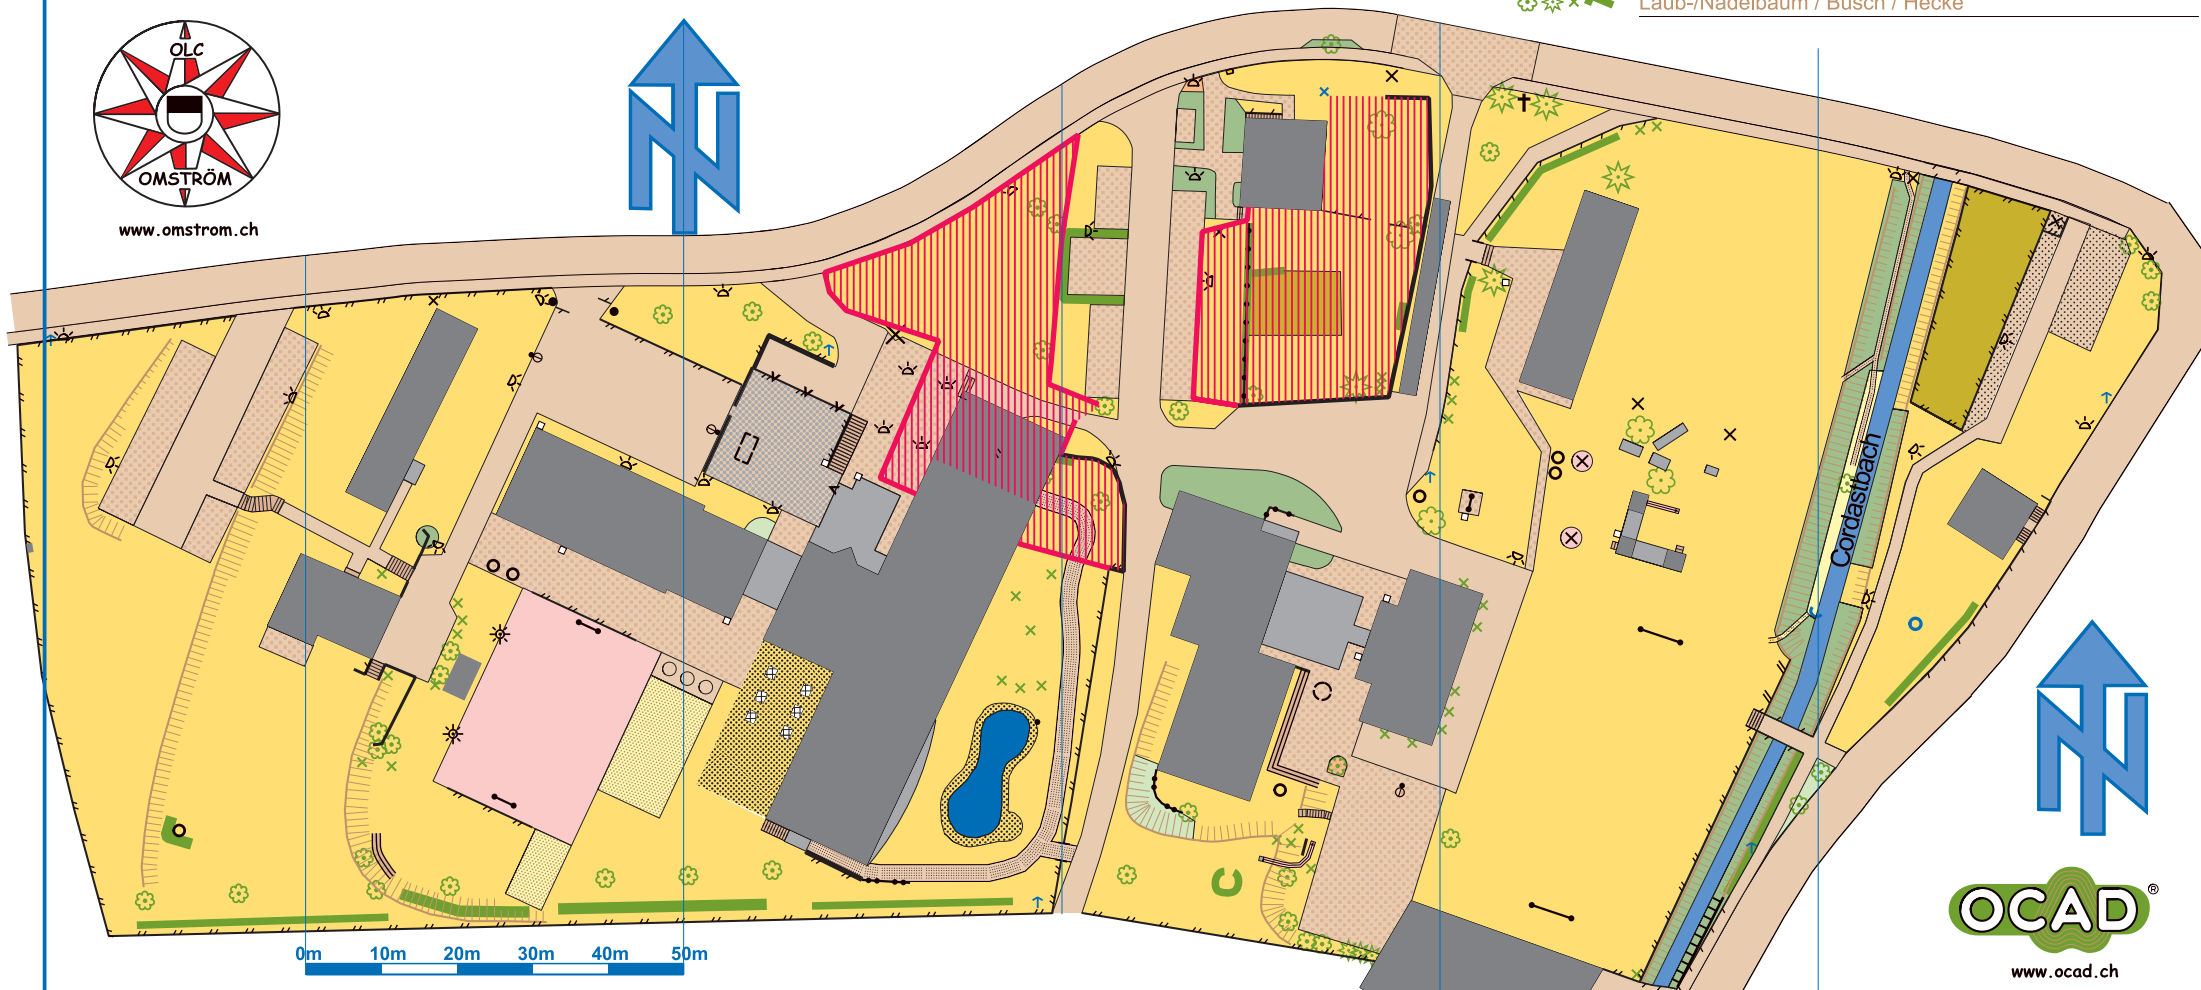 Laub-/Nadelbaum / Busch / Hecke
OLC
OMSTRÖM
www.omstrom.ch
N
Cordastbach
N
0m 10m 20m 30m 40m 50m
OCAD®
www.ocad.ch